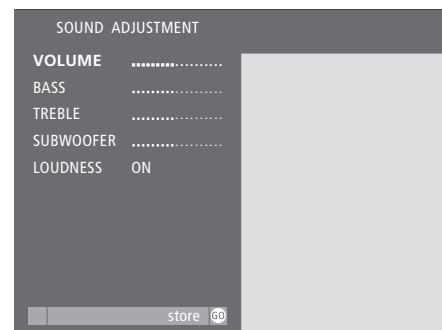 SOUND ADJUSTMENT
VOLUME ....................
BASS ....................
TREBLE ....................
SUBWOOFER ....................
LOUDNESS ON
store GO